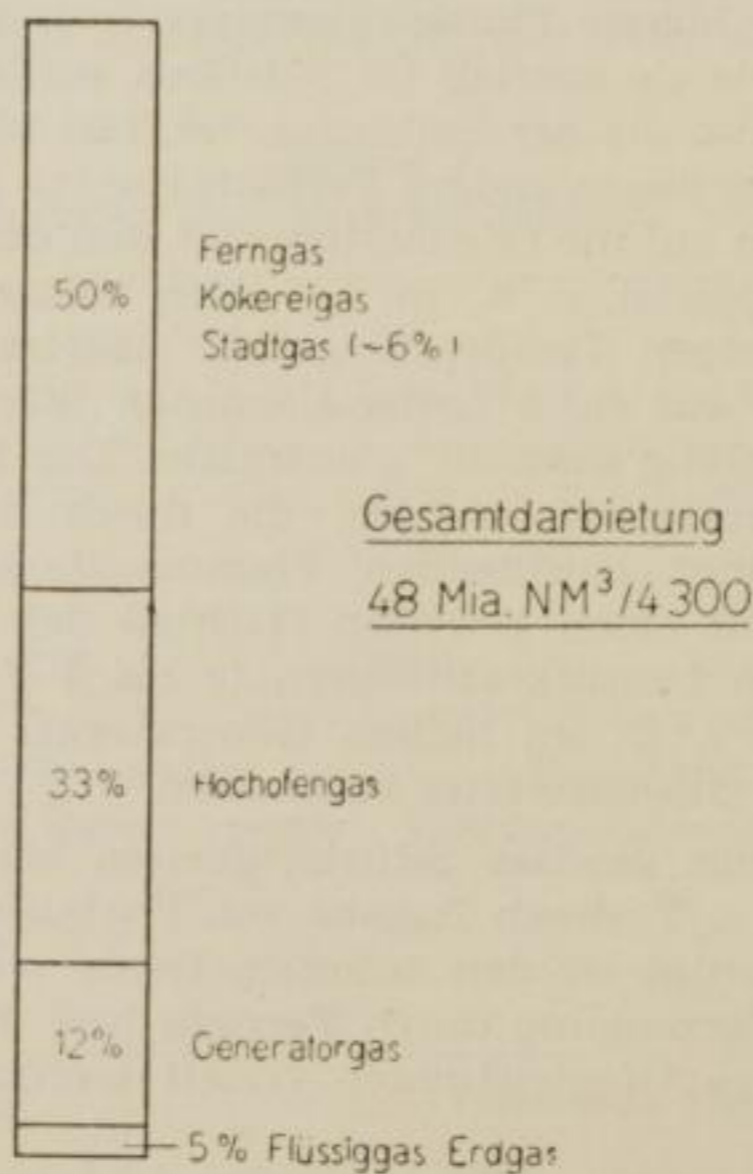 50%
Ferngas
Kokereigas
Stadtgas (~6%)
Gesamtdarbietung
48 Mia. NM³/4300
33% Hochofengas
12% Generatorgas
5% Flüssiggas Erdgas